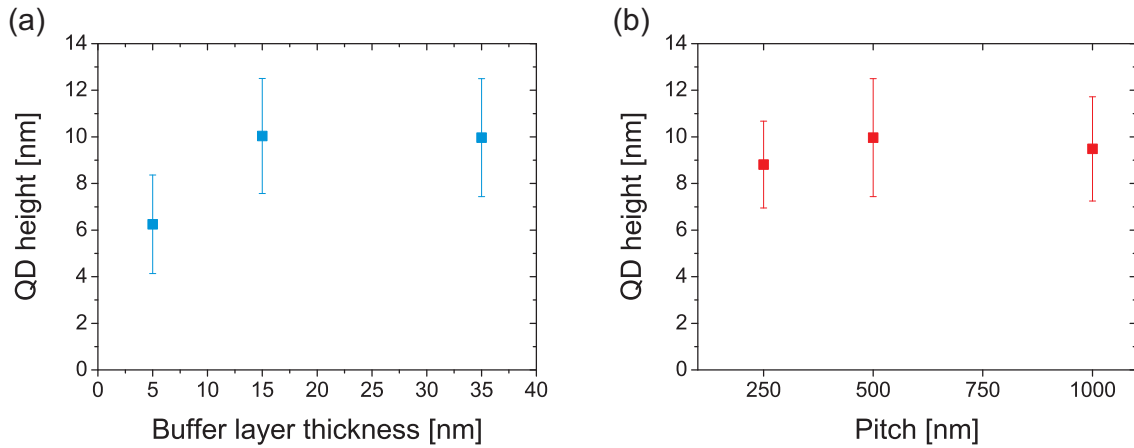 (a)
QD height [nm]
14
12
10
8
6
4
2
0
0 5 10 15 20 25 30 35 40
Buffer layer thickness [nm]
(b)
QD height [nm]
14
12
10
8
6
4
2
0
250 500 750 1000
Pitch [nm]